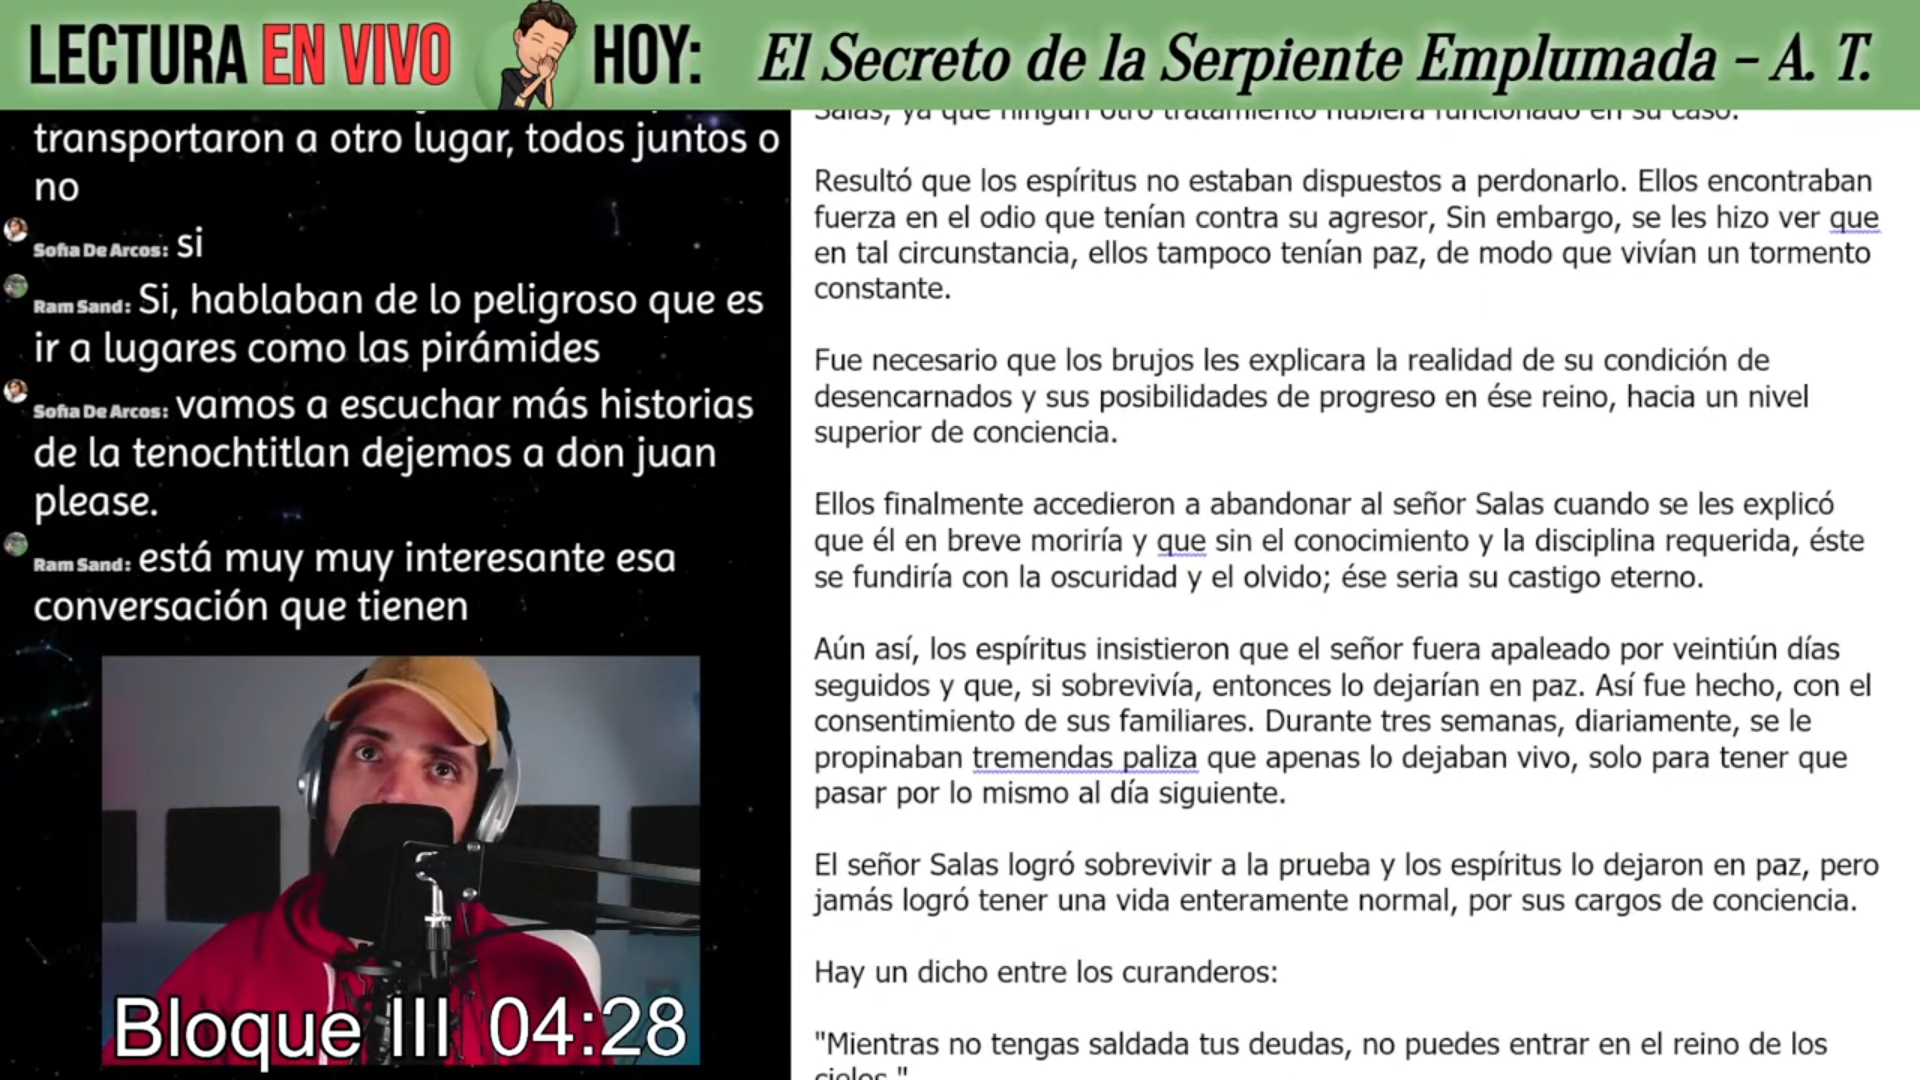 LECTURA EN VIVO HOY: El Secreto de la Serpiente Emplumada - A. T.
transportaron a otro lugar, todos juntos o
no
Sofia De Arcos: si
Ram Sand: Si, hablaban de lo peligroso que es
ir a lugares como las pirámides
Sofia De Arcos: vamos a escuchar más historias
de la tenochtitlan dejemos a don juan
please.
Ram Sand: está muy muy interesante esa
conversación que tienen
Bloque III 04:28
Salas, ya que ningún otro tratamiento hubiera funcionado en su caso.
Resultó que los espíritus no estaban dispuestos a perdonarlo. Ellos encontraban
fuerza en el odio que tenían contra su agresor, Sin embargo, se les hizo ver que
en tal circunstancia, ellos tampoco tenían paz, de modo que vivían un tormento
constante.
Fue necesario que los brujos les explicara la realidad de su condición de
desencarnados y sus posibilidades de progreso en ése reino, hacia un nivel
superior de conciencia.
Ellos finalmente accedieron a abandonar al señor Salas cuando se les explicó
que él en breve moriría y que sin el conocimiento y la disciplina requerida, éste
se fundiría con la oscuridad y el olvido; ése seria su castigo eterno.
Aún así, los espíritus insistieron que el señor fuera apaleado por veintiún días
seguidos y que, si sobrevivía, entonces lo dejarían en paz. Así fue hecho, con el
consentimiento de sus familiares. Durante tres semanas, diariamente, se le
propinaban tremendas paliza que apenas lo dejaban vivo, solo para tener que
pasar por lo mismo al día siguiente.
El señor Salas logró sobrevivir a la prueba y los espíritus lo dejaron en paz, pero
jamás logró tener una vida enteramente normal, por sus cargos de conciencia.
Hay un dicho entre los curanderos:
"Mientras no tengas saldada tus deudas, no puedes entrar en el reino de los
cielos."